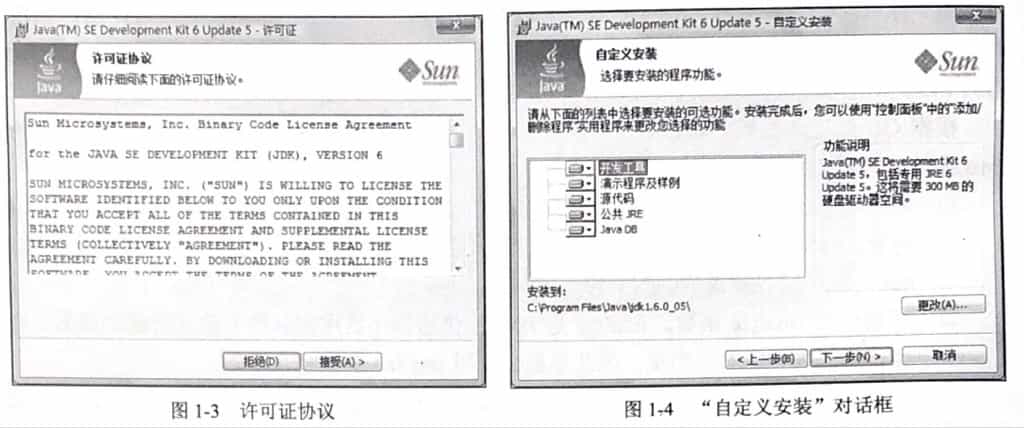 Java(TM) SE Development Kit 6 Update 5 - 许可证
许可证协议
请仔细阅读下面的许可证协议。
Java
Sun
Sun Microsystems, Inc. Binary Code License Agreement
for the JAVA SE DEVELOPMENT KIT (JDK), VERSION 6
SUN MICROSYSTEMS, INC. ("SUN") IS WILLING TO LICENSE THE
SOFTWARE IDENTIFIED BELOW TO YOU ONLY UPON THE CONDITION
THAT YOU ACCEPT ALL OF THE TERMS CONTAINED IN THIS
BINARY CODE LICENSE AGREEMENT AND SUPPLEMENTAL LICENSE
TERMS (COLLECTIVELY "AGREEMENT"). PLEASE READ THE
AGREEMENT CAREFULLY. BY DOWNLOADING OR INSTALLING THIS
SOFTWARE, YOU ACCEPT THE TERMS OF THE AGREEMENT
拒绝(D)
接受(A) >
图 1-3 许可证协议
Java(TM) SE Development Kit 6 Update 5 - 自定义安装
自定义安装
选择要安装的程序功能。
Java
Sun
请从下面的列表中选择要安装的可选功能。安装完成后，您可以使用“控制面板”中的“添加/
删除程序”实用程序来更改您选择的功能
开发工具
演示程序及样例
源代码
公共 JRE
Java DB
功能说明
Java(TM) SE Development Kit 6
Update 5，包括专用 JRE 6
Update 5。这将需要 300 MB 的
硬盘驱动器空间。
安装到:
C:\Program Files\Java\jdk1.6.0_05\
更改(A)...
< 上一步(B)
下一步(N) >
取消
图 1-4 “自定义安装”对话框